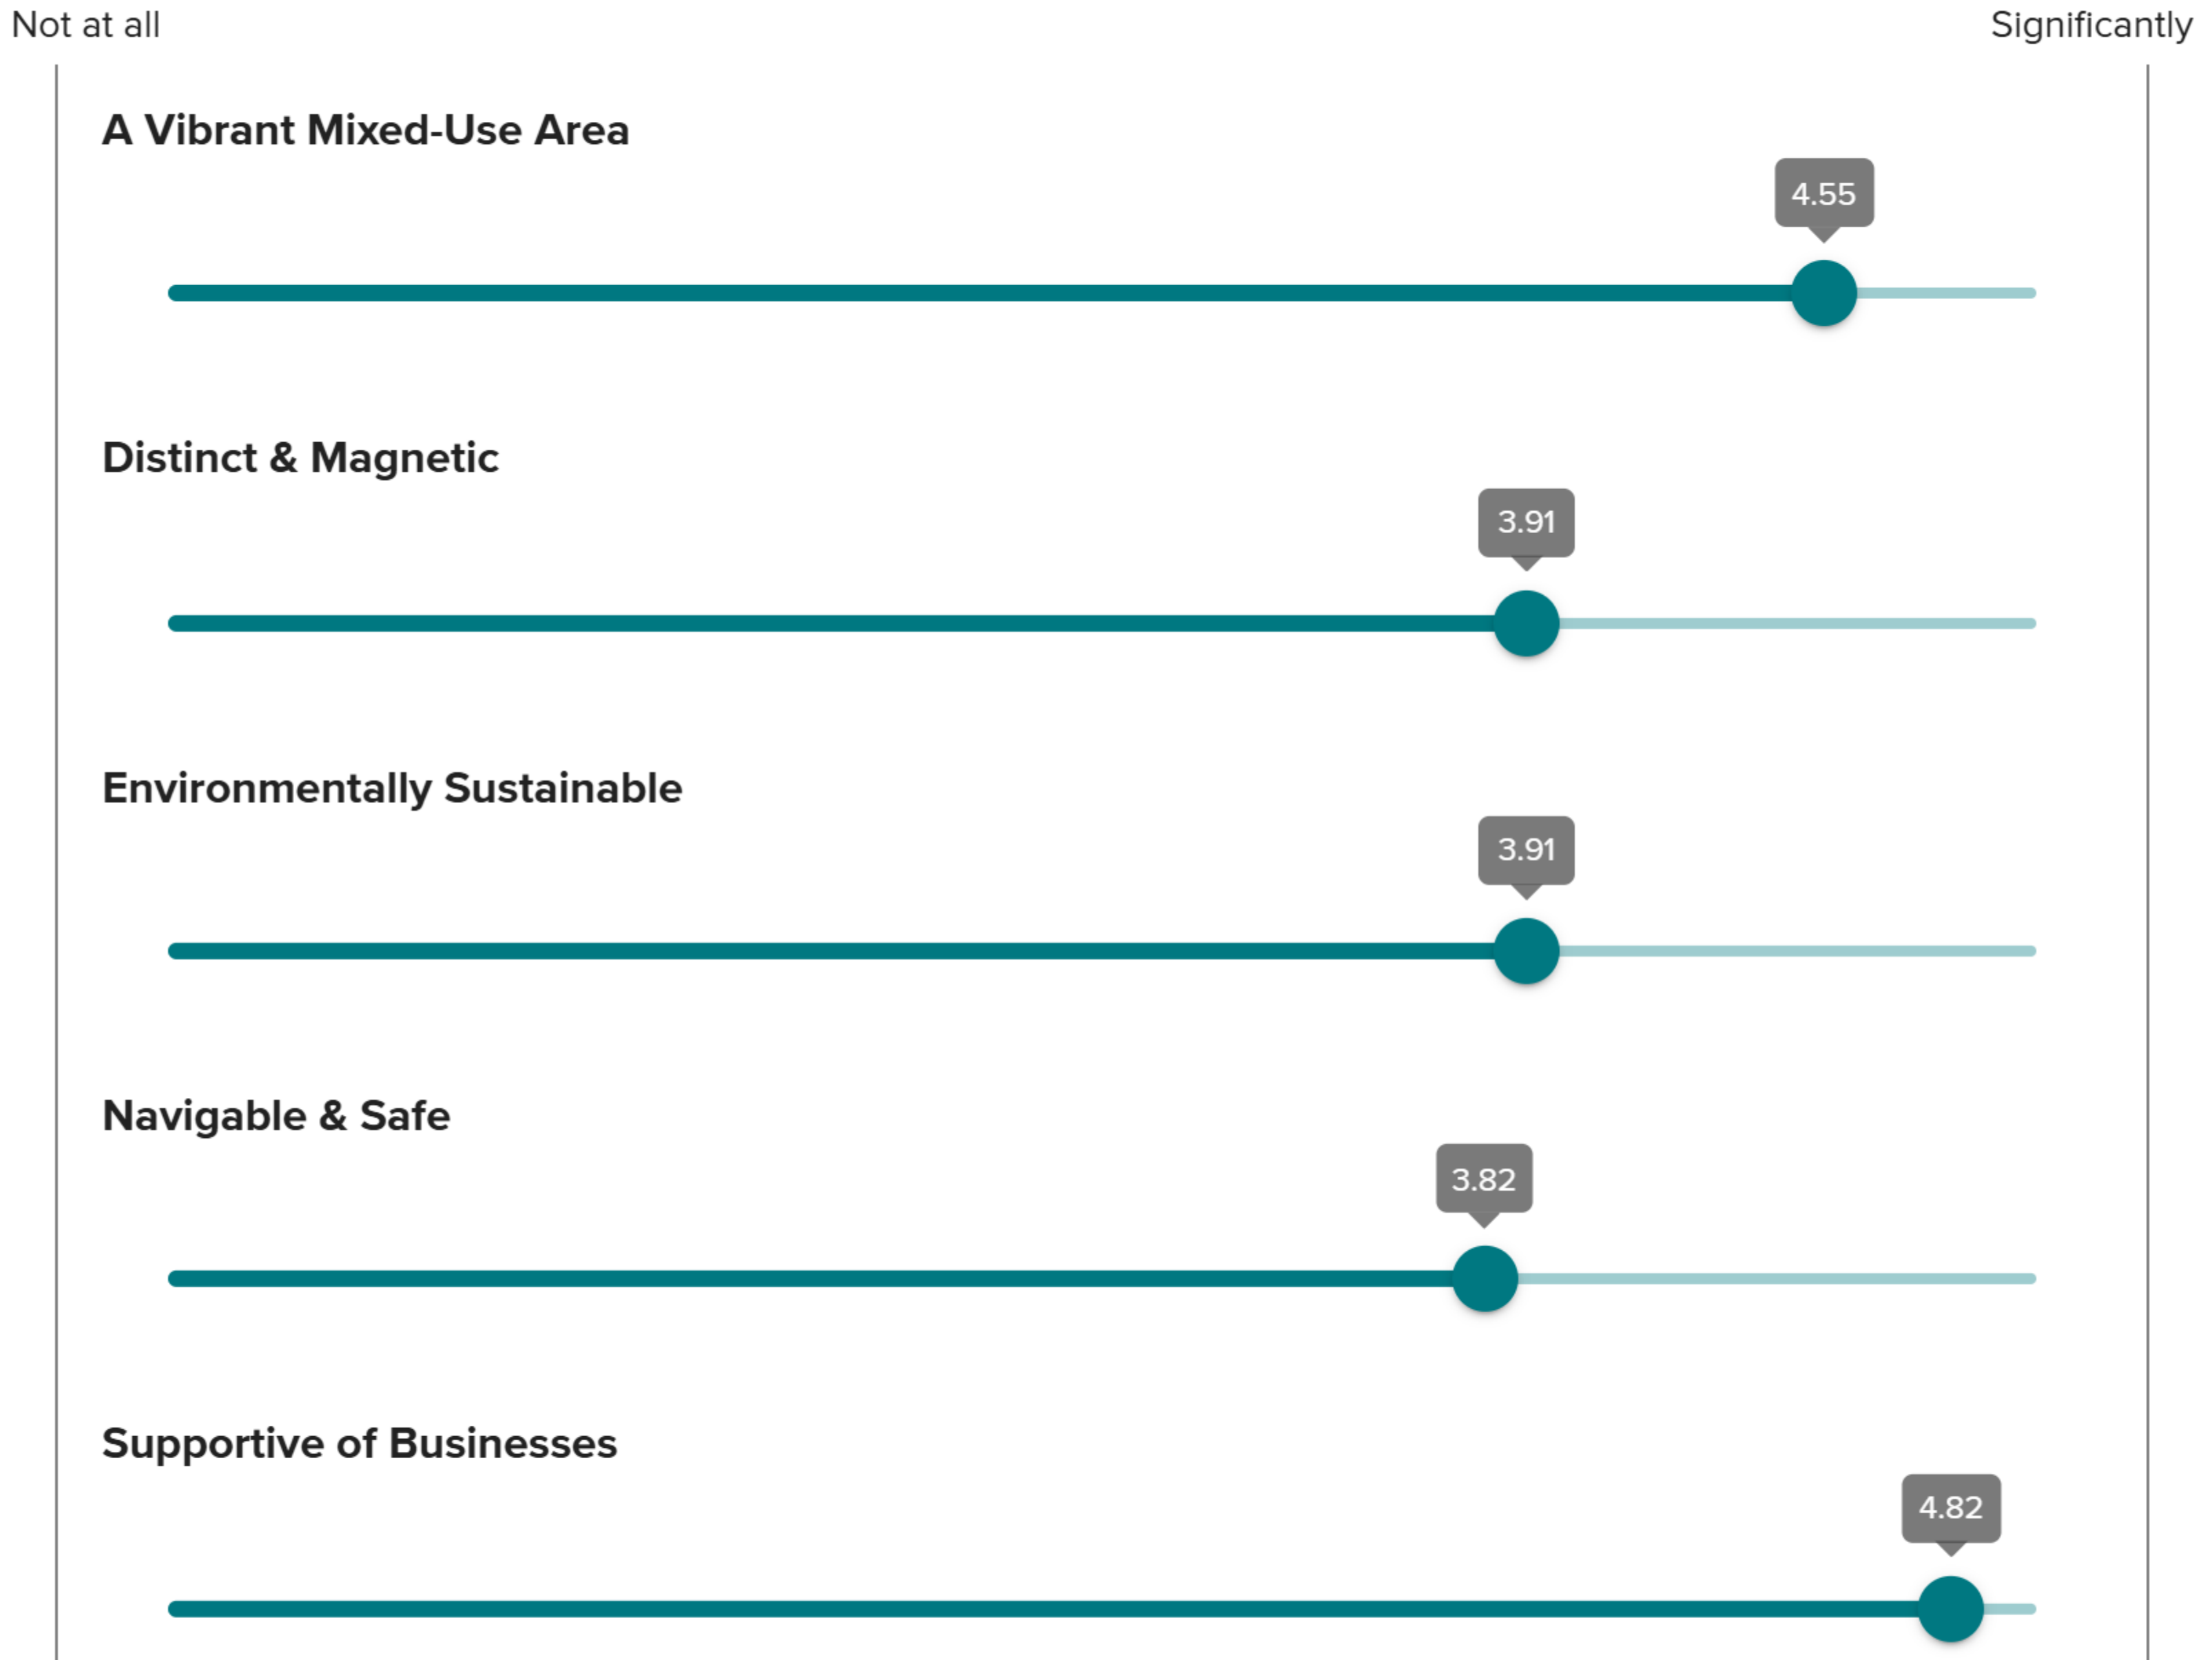 Not at all
Significantly
A Vibrant Mixed-Use Area
4.55
Distinct & Magnetic
3.91
Environmentally Sustainable
3.91
Navigable & Safe
3.82
Supportive of Businesses
4.82